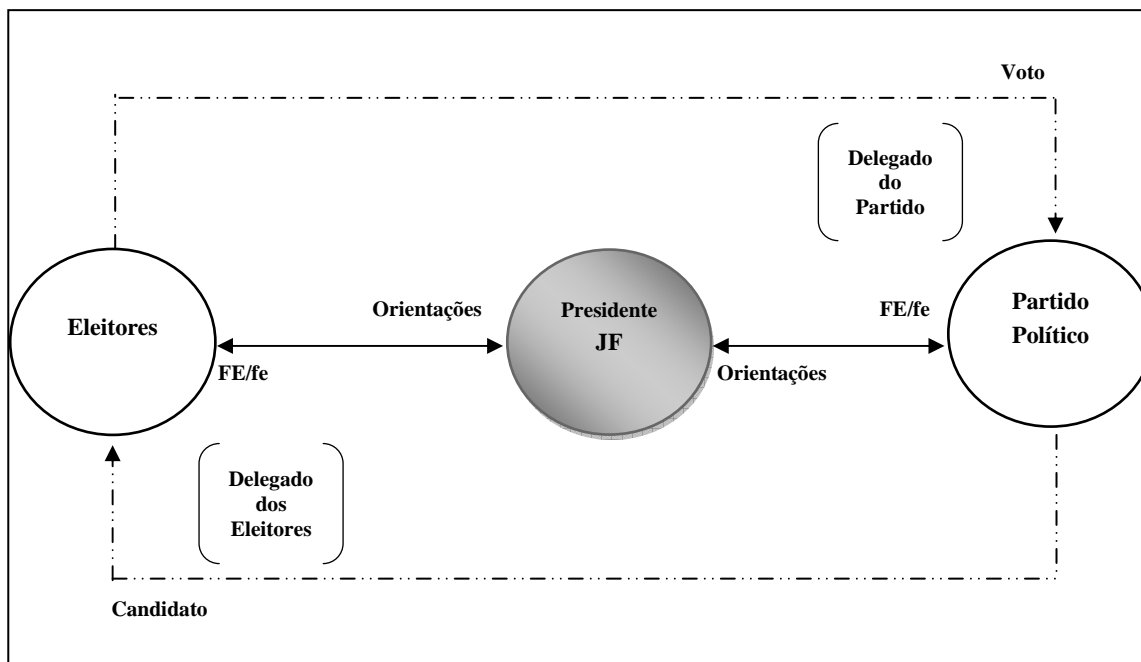 Voto
Delegado
do
Partido
Eleitores
Orientações
Presidente
JF
FE/fe
Partido
Político
FE/fe
Orientações
Delegado
dos
Eleitores
Candidato